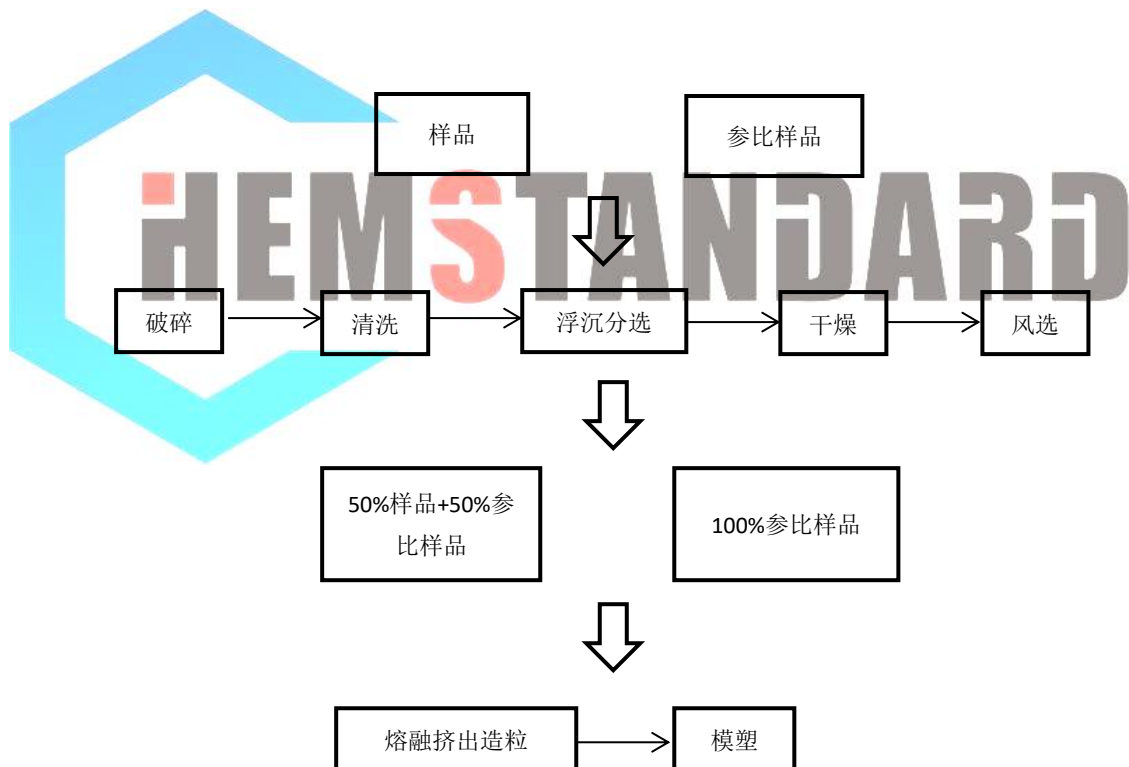 样品
参比样品
HEMSTANDARD
破碎
清洗
浮沉分选
干燥
风选
50%样品+50%参
比样品
100%参比样品
熔融挤出造粒
模塑